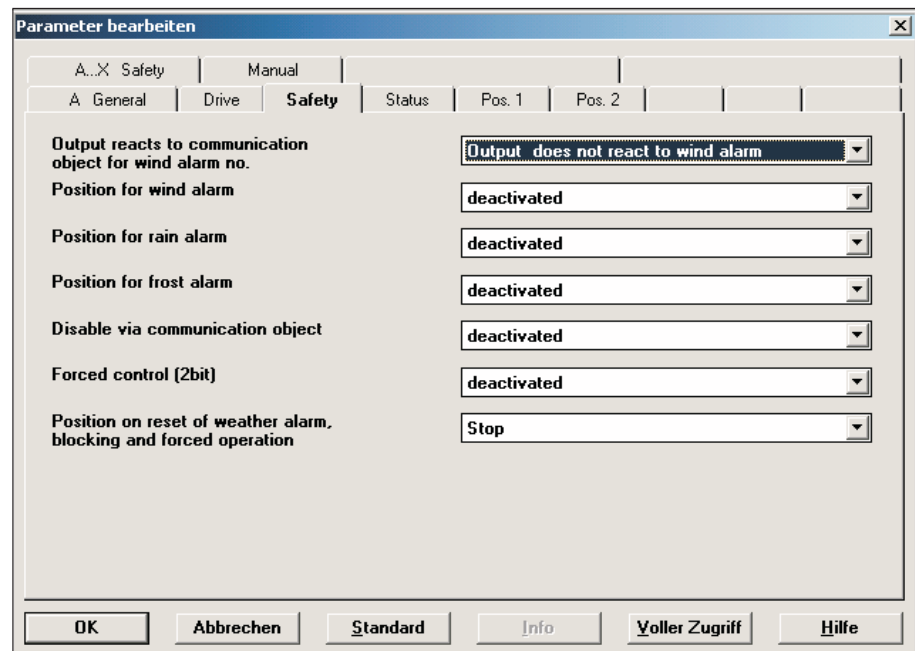 Parameter bearbeiten
A...X Safety
Manual
A General
Drive
Safety
Status
Pos. 1
Pos. 2
Output reacts to communication
object for wind alarm no.
Output does not react to wind alarm
Position for wind alarm
deactivated
Position for rain alarm
deactivated
Position for frost alarm
deactivated
Disable via communication object
deactivated
Forced control (2bit)
deactivated
Position on reset of weather alarm,
blocking and forced operation
Stop
OK
Abbrechen
Standard
Info
Voller Zugriff
Hilfe